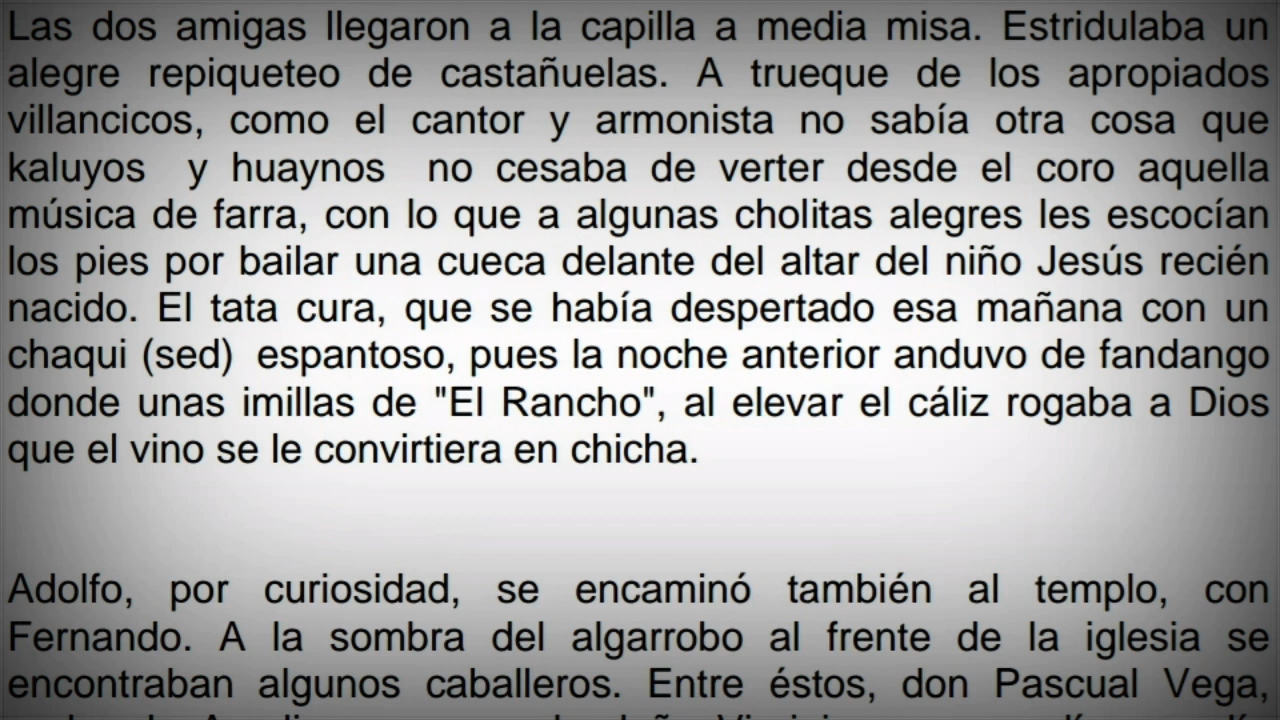 Las dos amigas llegaron a la capilla a media misa. Estridulaba un
alegre repiqueteo de castañuelas. A trueque de los apropiados
villancicos, como el cantor y armonista no sabía otra cosa que
kaluyos y huaynos no cesaba de verter desde el coro aquella
música de farra, con lo que a algunas cholitas alegres les escocían
los pies por bailar una cueca delante del altar del niño Jesús recién
nacido. El tata cura, que se había despertado esa mañana con un
chaqui (sed) espantoso, pues la noche anterior anduvo de fandango
donde unas imillas de "El Rancho", al elevar el cáliz rogaba a Dios
que el vino se le convirtiera en chicha.
Adolfo, por curiosidad, se encaminó también al templo, con
Fernando. A la sombra del algarrobo al frente de la iglesia se
encontraban algunos caballeros. Entre éstos, don Pascual Vega,